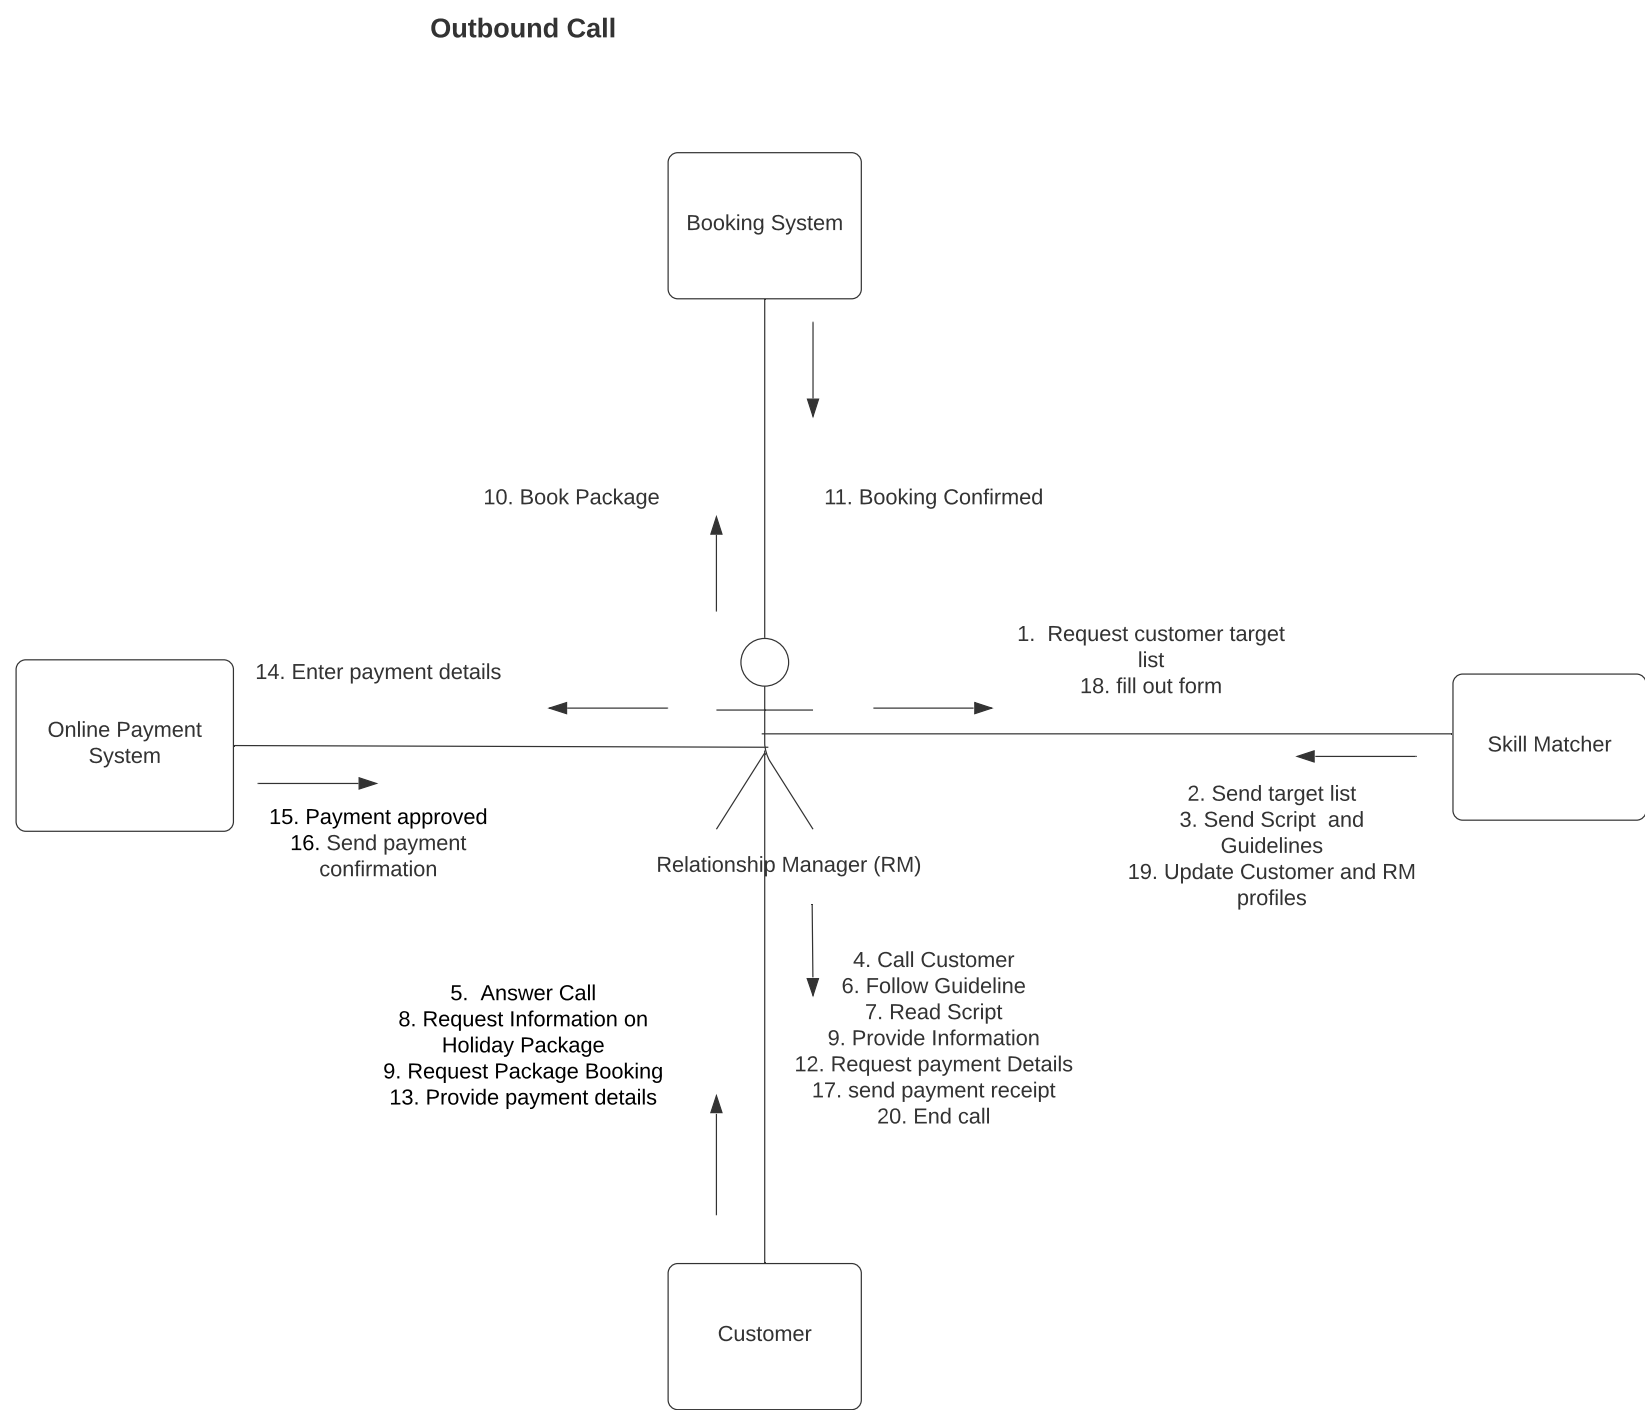 Outbound Call
Booking System
10. Book Package
11. Booking Confirmed
14. Enter payment details
1.  Request customer target
list
18. fill out form
Online Payment
System
Skill Matcher
15. Payment approved
16. Send payment
confirmation
2. Send target list
3. Send Script  and
Guidelines
19. Update Customer and RM
profiles
Relationship Manager (RM)
5.  Answer Call
8. Request Information on
Holiday Package
9. Request Package Booking
13. Provide payment details
4. Call Customer
6. Follow Guideline
7. Read Script
9. Provide Information
12. Request payment Details
17. send payment receipt
20. End call
Customer